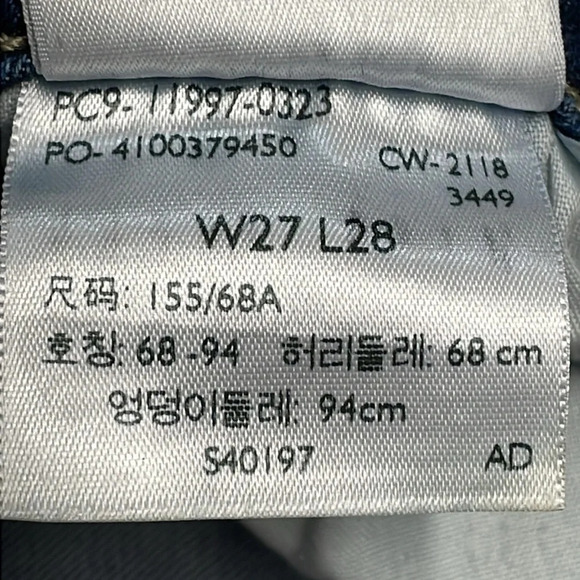 PC9-11997-0323
PO-4100379450 CW-2118
3449
W27 L28
尺码: 155/68A
호칭: 68-94 허리둘레: 68 cm
엉덩이둘레: 94cm
S40197 AD